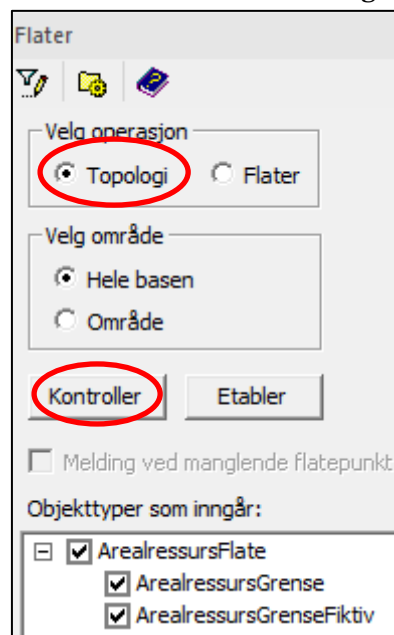 Flater
Velg operasjon
Topologi Flater
Velg område
Hele basen
Område
Kontroller Etabler
Melding ved manglende flatepunkt
Objekttyper som inngår:
ArealressursFlate
ArealressursGrense
ArealressursGrenseFiktiv